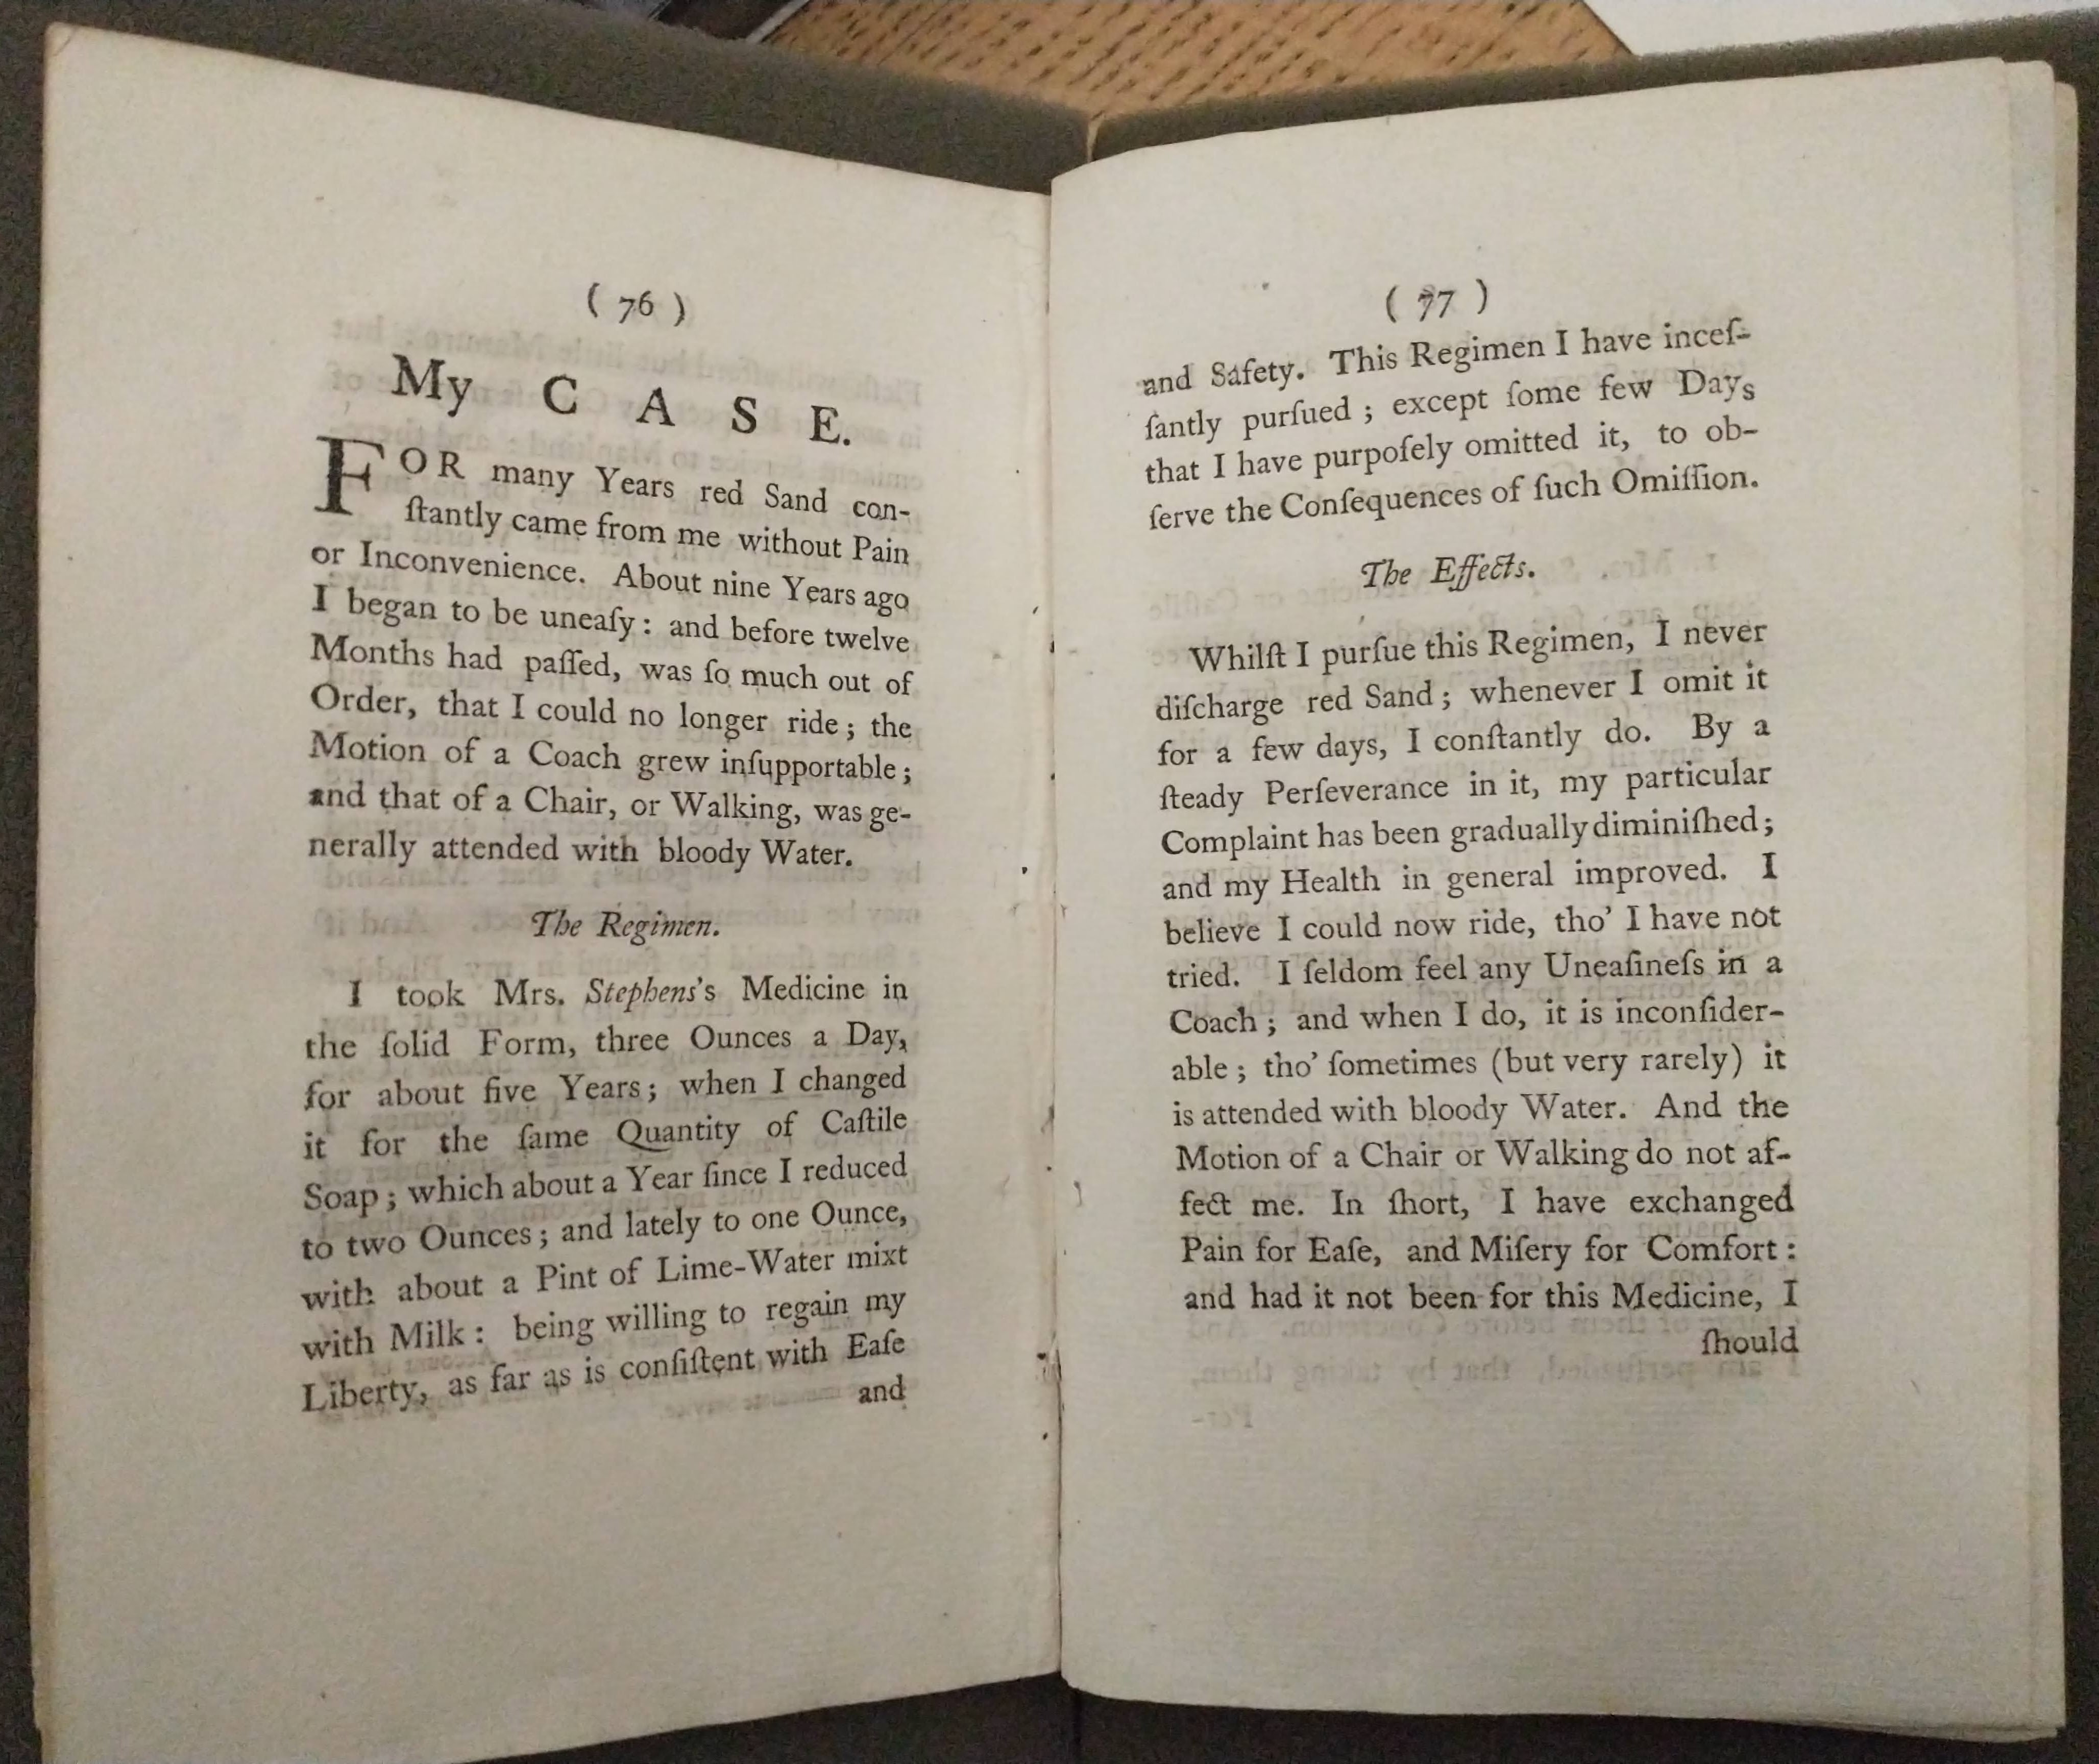 ( 76 )
My C A S E.
FOR many Years red Sand con-
ſtantly came from me without Pain
or Inconvenience. About nine Years ago
I began to be uneaſy: and before twelve
Months had paſſed, was ſo much out of
Order, that I could no longer ride; the
Motion of a Coach grew inſupportable;
and that of a Chair, or Walking, was ge-
nerally attended with bloody Water.
The Regimen.
I took Mrs. Stephens's Medicine in
the ſolid Form, three Ounces a Day,
for about five Years; when I changed
it for the ſame Quantity of Caſtile
Soap; which about a Year ſince I reduced
to two Ounces; and lately to one Ounce,
with about a Pint of Lime-Water mixt
with Milk: being willing to regain my
Liberty, as far as is conſiſtent with Eaſe
and
( 77 )
and Safety. This Regimen I have inceſ-
ſantly purſued; except ſome few Days
that I have purpoſely omitted it, to ob-
ſerve the Conſequences of ſuch Omiſſion.
The Effects.
Whilſt I purſue this Regimen, I never
diſcharge red Sand; whenever I omit it
for a few days, I conſtantly do. By a
ſteady Perſeverance in it, my particular
Complaint has been gradually diminiſhed;
and my Health in general improved. I
believe I could now ride, tho' I have not
tried. I ſeldom feel any Uneaſineſs in a
Coach; and when I do, it is inconſider-
able; tho' ſometimes (but very rarely) it
is attended with bloody Water. And the
Motion of a Chair or Walking do not af-
fect me. In ſhort, I have exchanged
Pain for Eaſe, and Miſery for Comfort:
and had it not been for this Medicine, I
ſhould